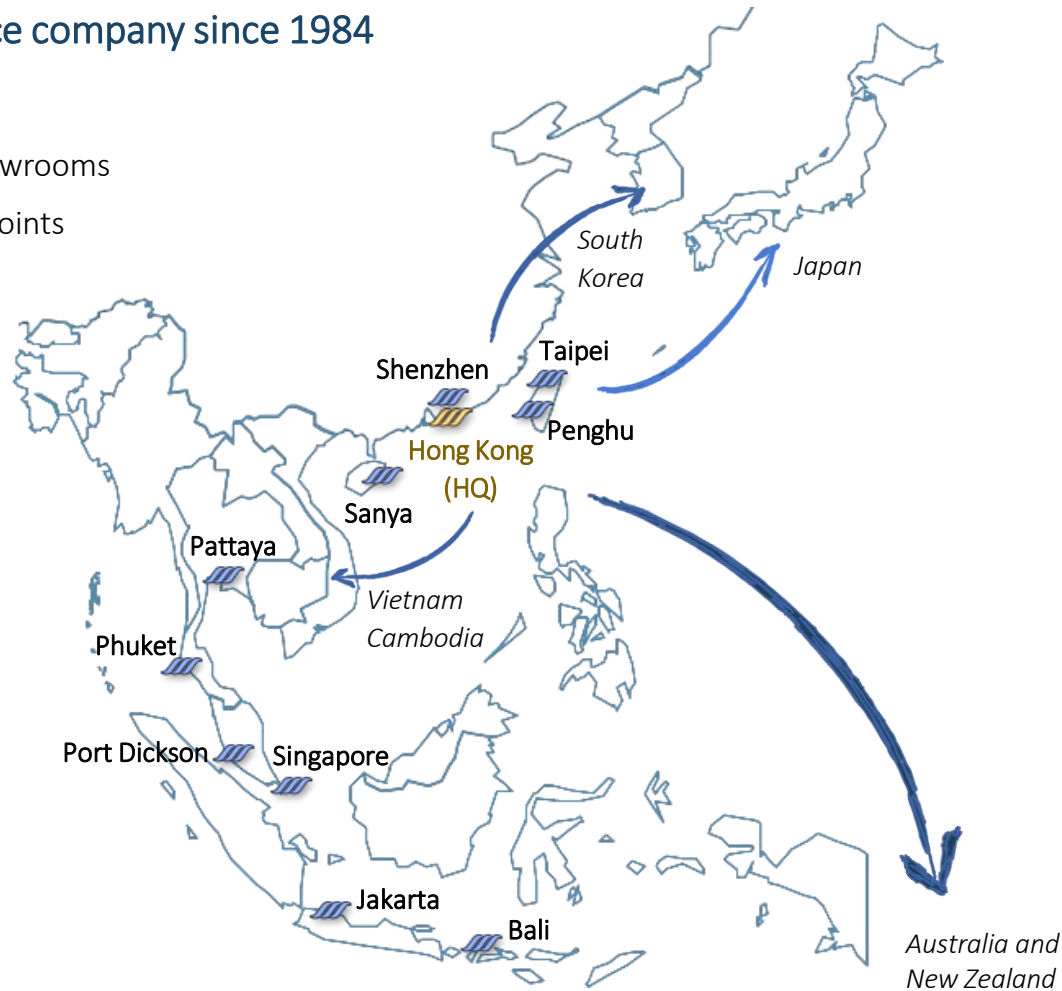 ce company since 1984
wrooms
oints
South
Korea
Japan
Taipei
Shenzhen
Penghu
Hong Kong
(HQ)
Sanya
Pattaya
Vietnam
Cambodia
Phuket
Port Dickson
Singapore
Jakarta
Bali
Australia and
New Zealand